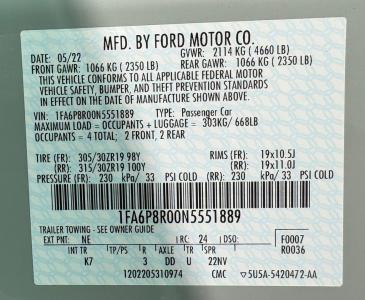 MFD. BY FORD MOTOR CO.
DATE: 05/22 GVWR: 2114 KG ( 4660 LB)
FRONT GAWR: 1066 KG ( 2350 LB) REAR GAWR: 1066 KG ( 2350 LB)
THIS VEHICLE CONFORMS TO ALL APPLICABLE FEDERAL MOTOR
VEHICLE SAFETY, BUMPER, AND THEFT PREVENTION STANDARDS
IN EFFECT ON THE DATE OF MANUFACTURE SHOWN ABOVE.
VIN: 1FA6P8R00N5551889 TYPE: Passenger Car
MAXIMUM LOAD = OCCUPANTS + LUGGAGE = 303KG/ 668LB
OCCUPANTS = 4 TOTAL; 2 FRONT, 2 REAR
TIRE (FR): 305/30ZR19 98Y RIMS (FR): 19x10.5J
(RR): 315/30ZR19 100Y (RR): 19x11.0J
PRESSURE (FR): 230 kPa/ 33 PSI COLD (RR): 230 kPa/ 33 PSI COLD
1FA6P8R00N5551889
TRAILER TOWING - SEE OWNER GUIDE
EXT PNT: NE RC: 24 DSO: F0007
R0036
INT TR TP/PS R AXLE TR SPR
K7 3 DD U 22NV
1202205310974 CMC ▽5U5A-5420472-AA